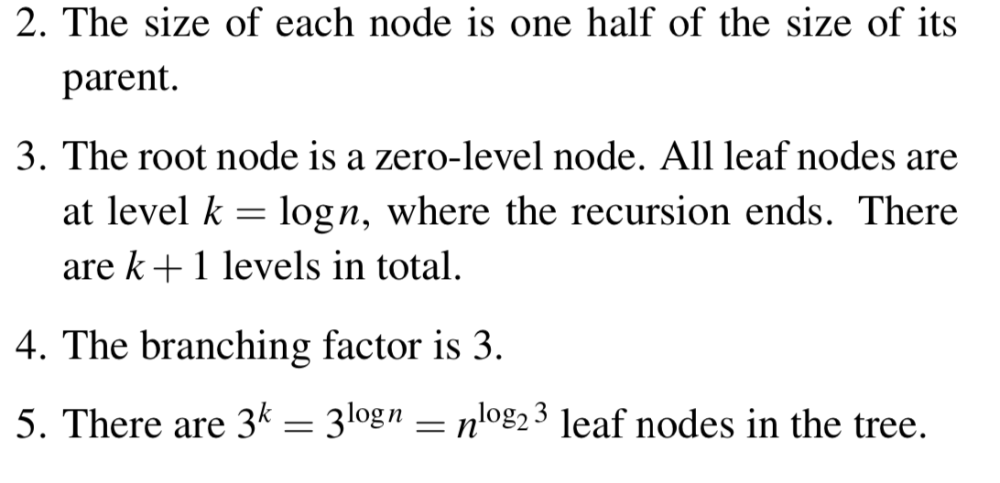 2. The size of each node is one half of the size of its
parent.
3. The root node is a zero-level node. All leaf nodes are
at level k = log n, where the recursion ends. There
are k + 1 levels in total.
4. The branching factor is 3.
5. There are 3^k = 3^{log n} = n^{log_2 3} leaf nodes in the tree.